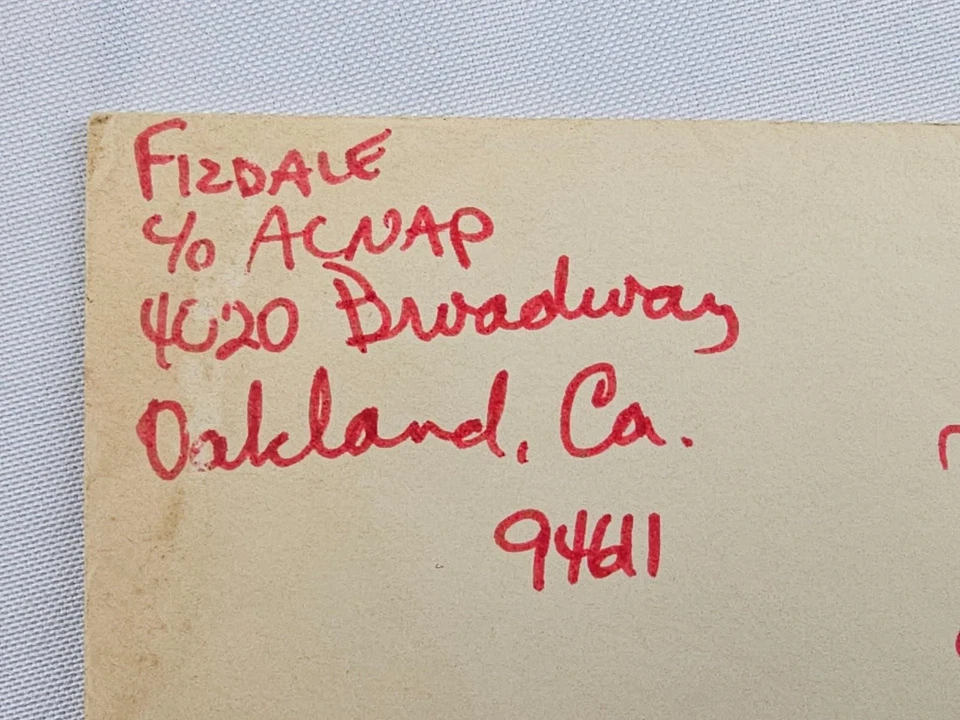 FIZDALE
c/o ACNAP
4020 Broadway
Oakland, Ca.
94611